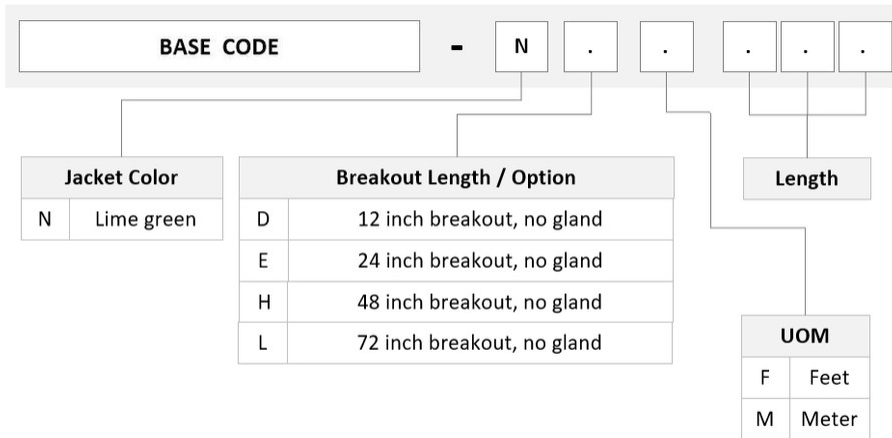 BASE CODE - N . . . . .
Jacket Color
N Lime green
Breakout Length / Option
D 12 inch breakout, no gland
E 24 inch breakout, no gland
H 48 inch breakout, no gland
L 72 inch breakout, no gland
Length
UOM
F Feet
M Meter